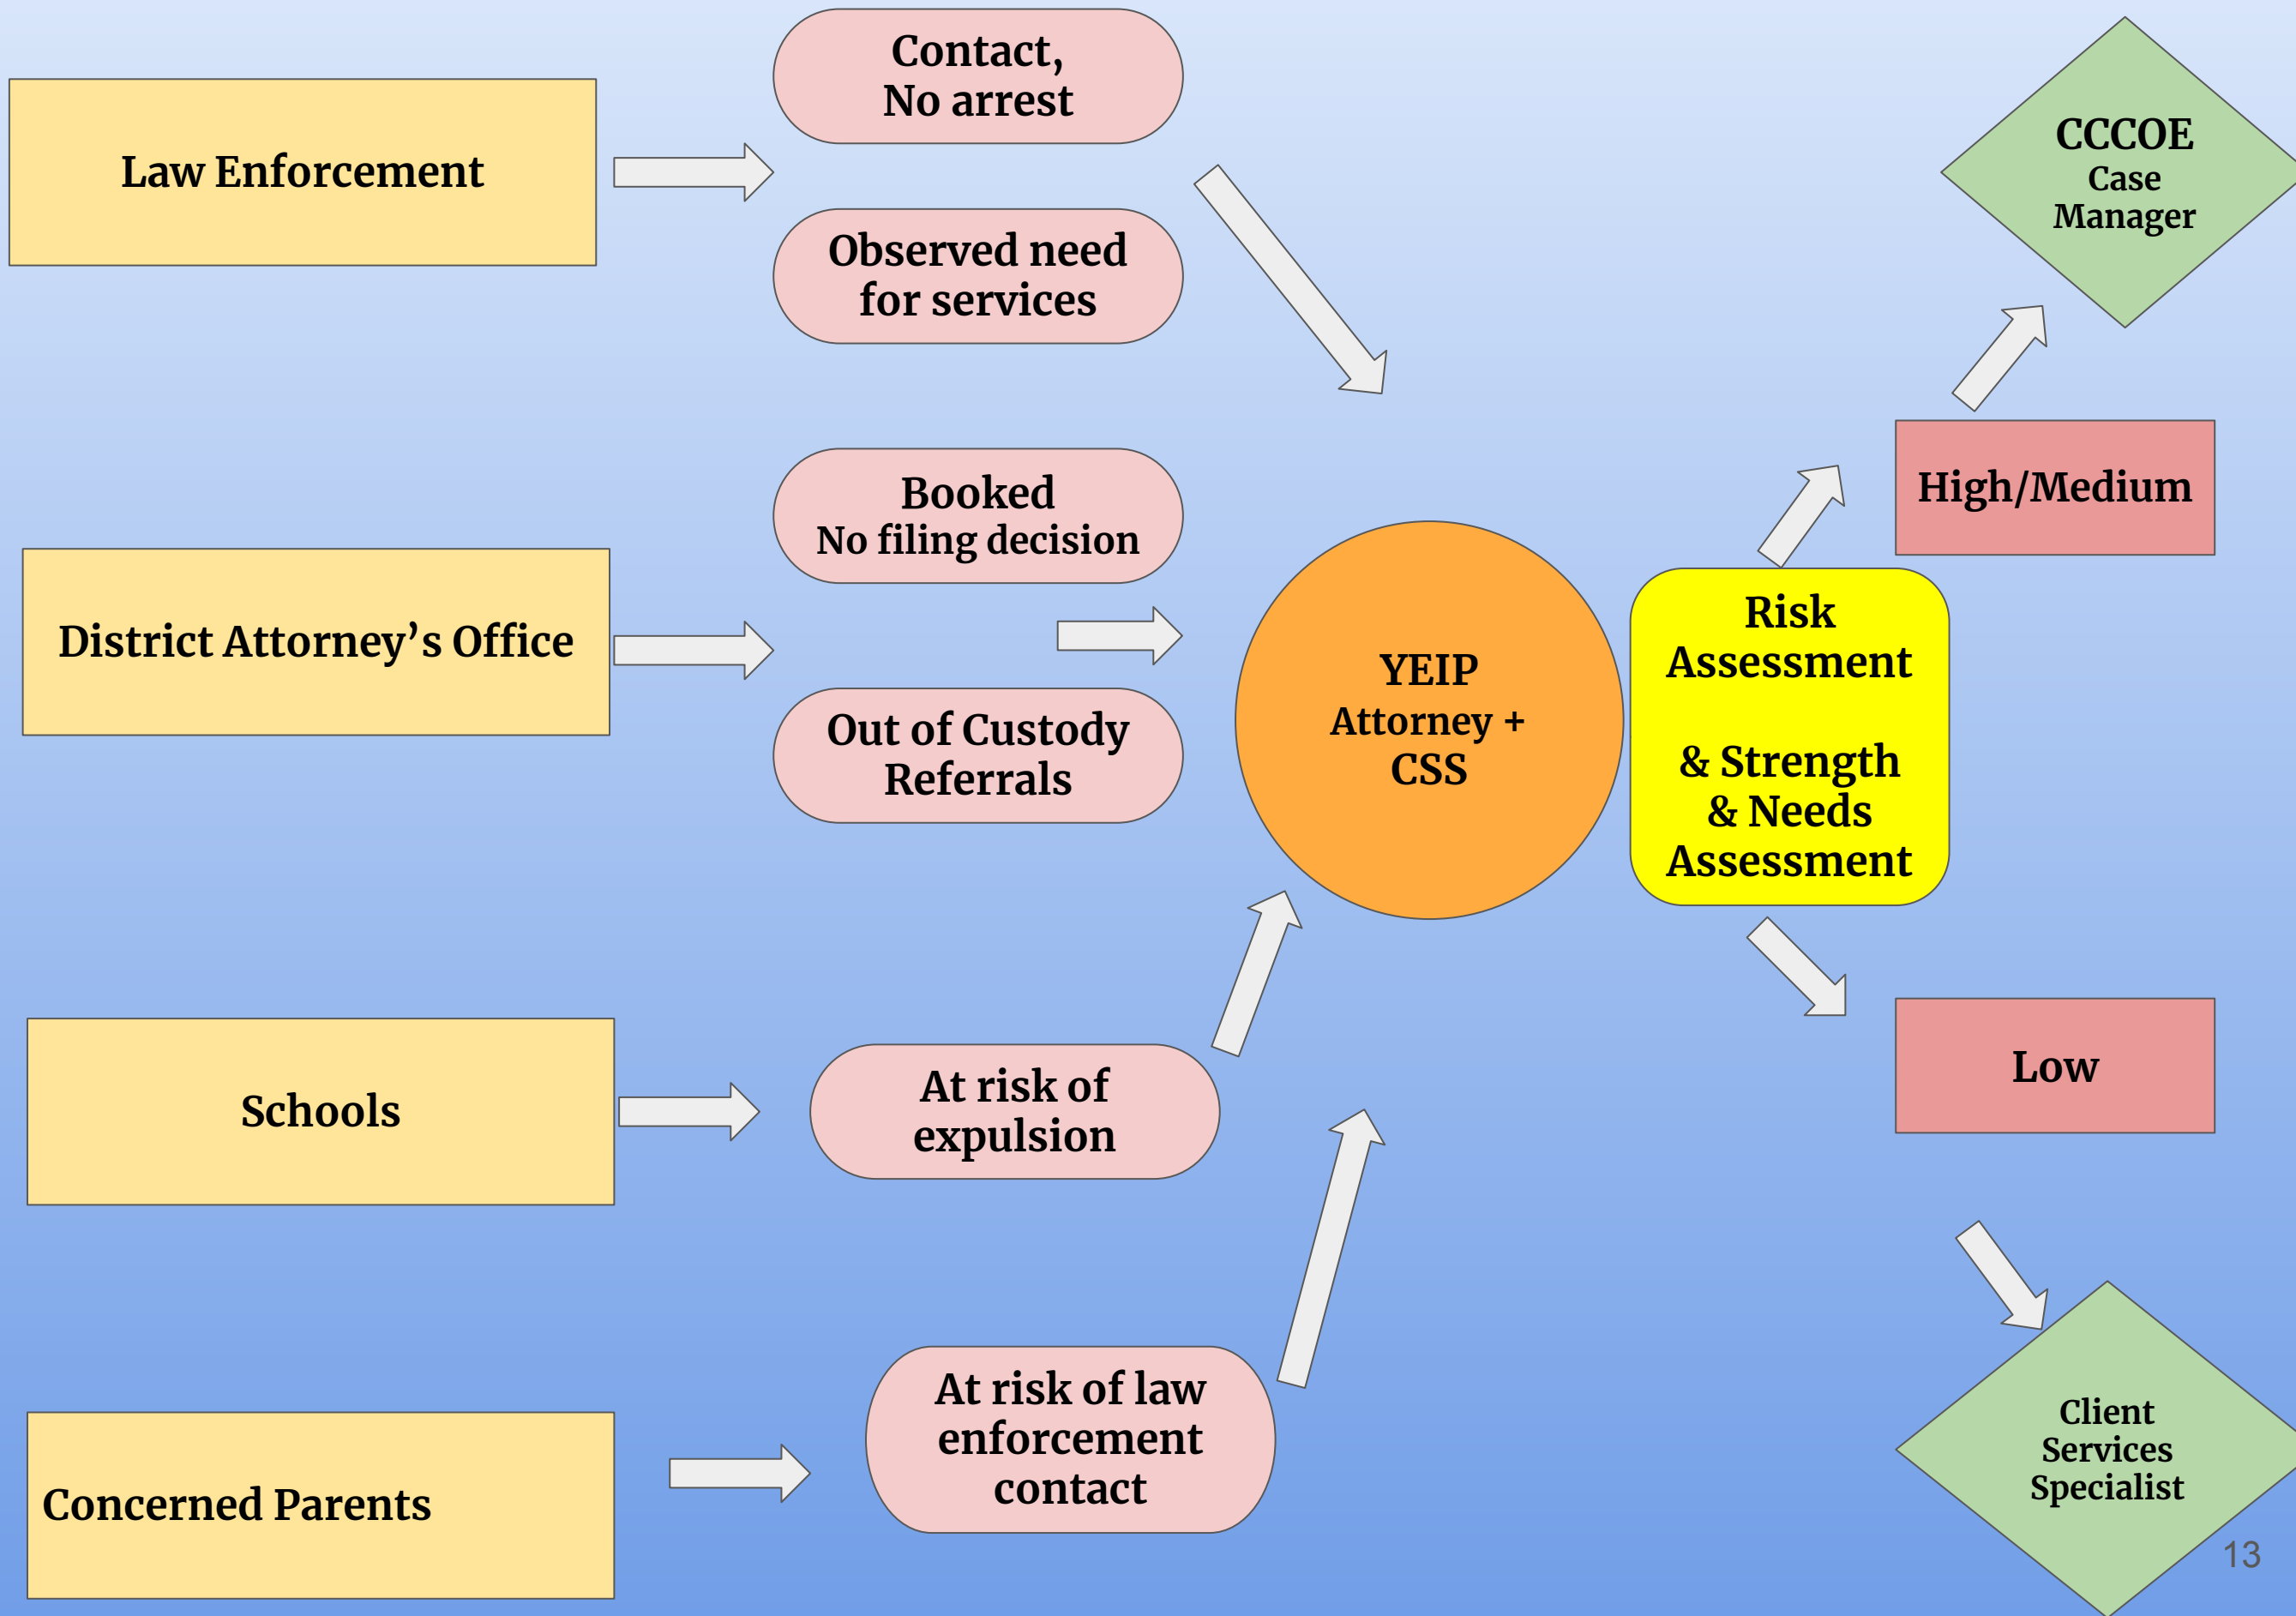 Law Enforcement
Contact,
No arrest
Observed need
for services
District Attorney’s Office
Booked
No filing decision
Out of Custody
Referrals
Schools
At risk of
expulsion
Concerned Parents
At risk of law
enforcement
contact
YEIP
Attorney +
CSS
Risk
Assessment
& Strength
& Needs
Assessment
High/Medium
CCCOE
Case
Manager
Low
Client
Services
Specialist
13